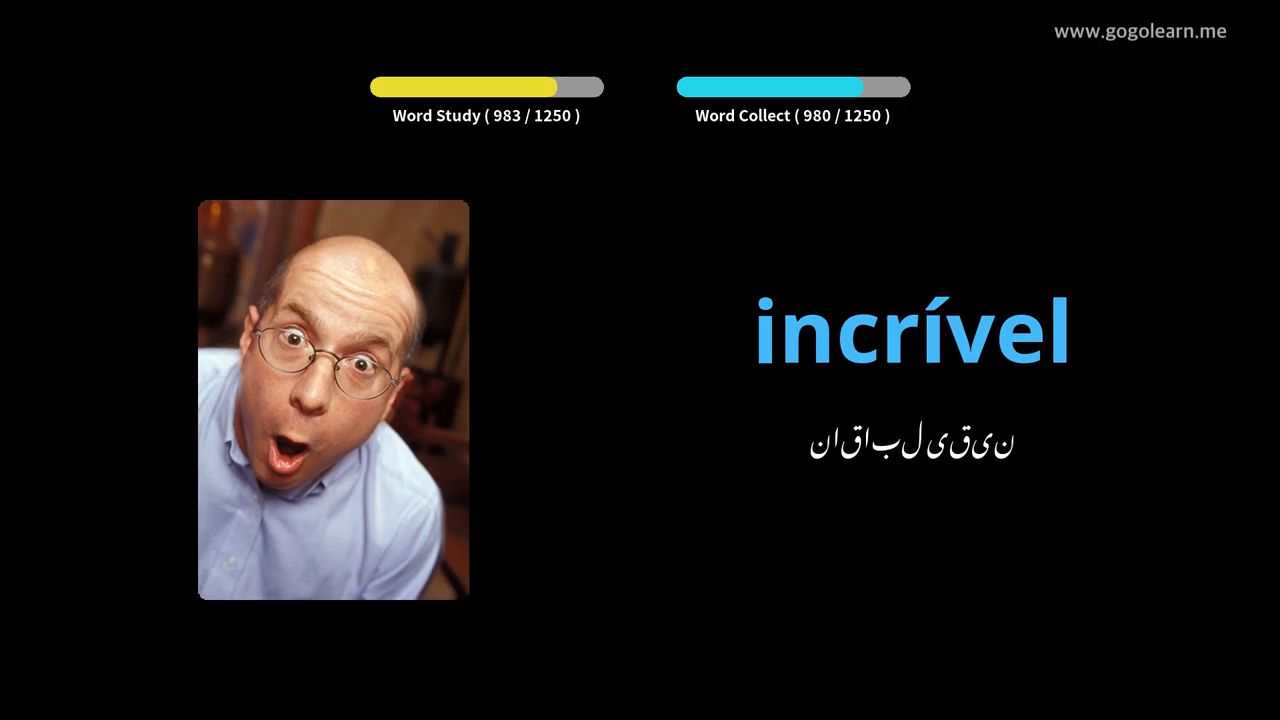 www.gogolearn.me
Word Study ( 983 / 1250 )
Word Collect ( 980 / 1250 )
incrível
ناقابل یقین